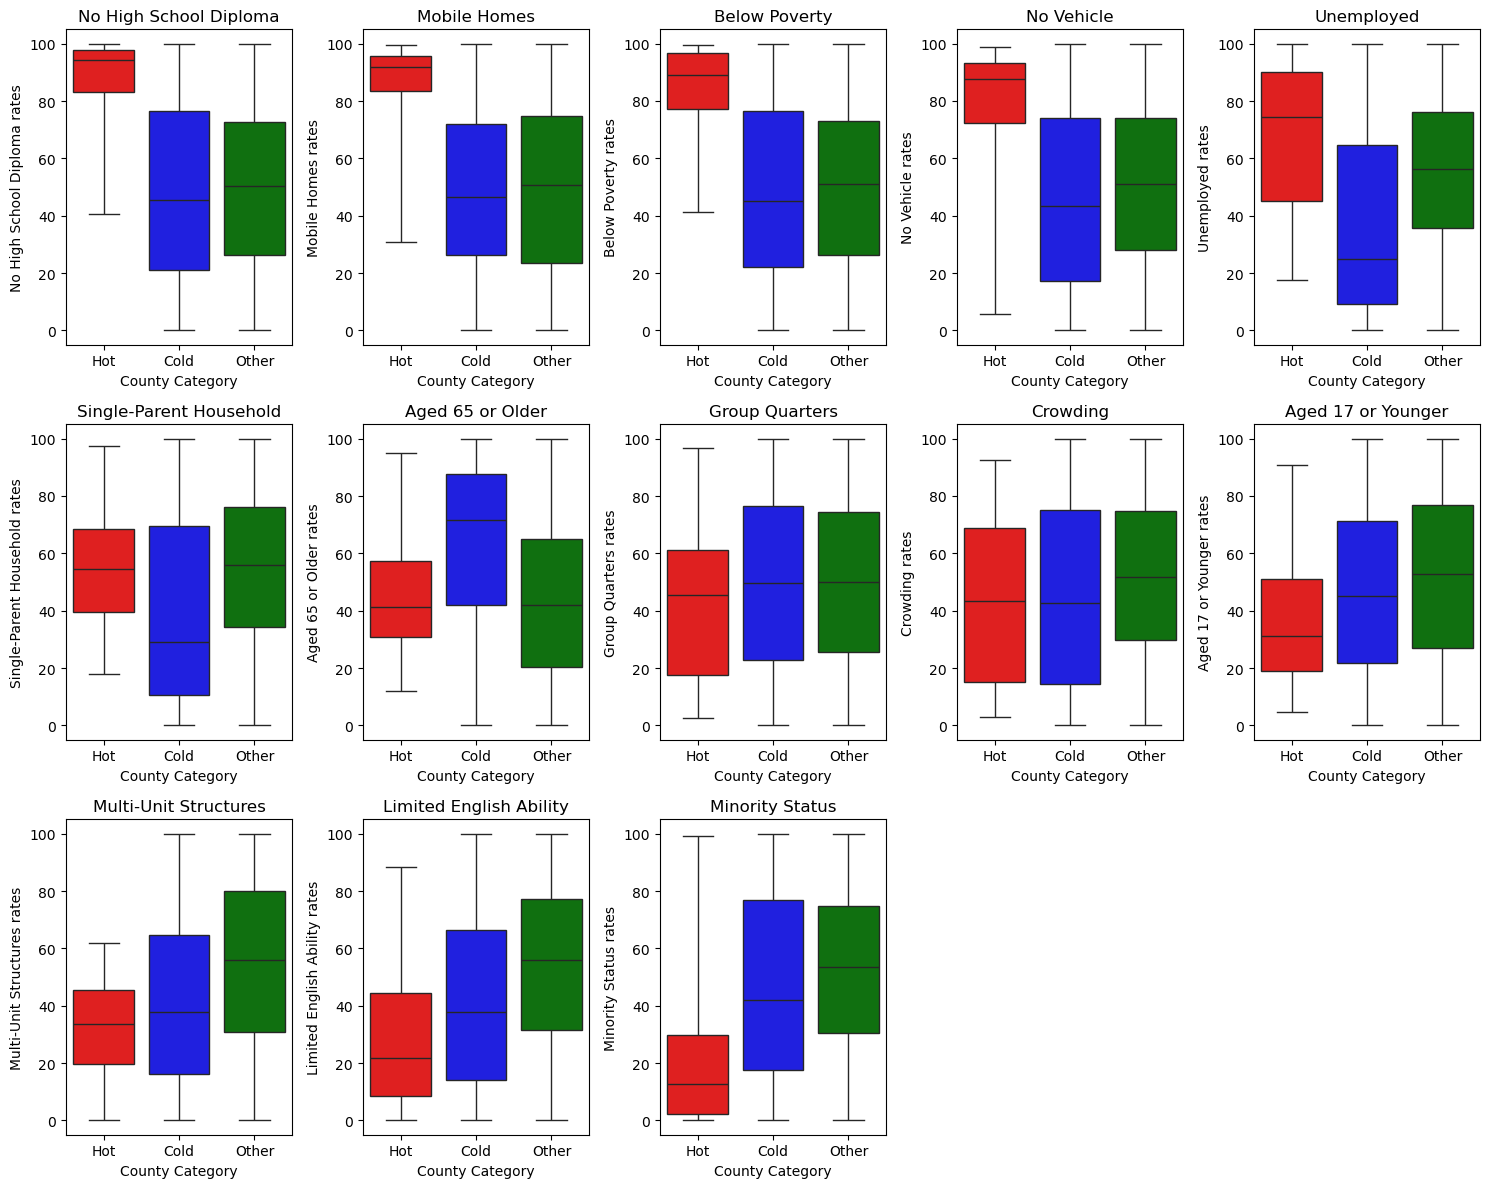 No High School Diploma
No High School Diploma rates
100
80
60
40
20
0
Hot Cold Other
County Category
Mobile Homes
Mobile Homes rates
100
80
60
40
20
0
Hot Cold Other
County Category
Below Poverty
Below Poverty rates
100
80
60
40
20
0
Hot Cold Other
County Category
No Vehicle
No Vehicle rates
100
80
60
40
20
0
Hot Cold Other
County Category
Unemployed
Unemployed rates
100
80
60
40
20
0
Hot Cold Other
County Category
Single-Parent Household
Single-Parent Household rates
100
80
60
40
20
0
Hot Cold Other
County Category
Aged 65 or Older
Aged 65 or Older rates
100
80
60
40
20
0
Hot Cold Other
County Category
Group Quarters
Group Quarters rates
100
80
60
40
20
0
Hot Cold Other
County Category
Crowding
Crowding rates
100
80
60
40
20
0
Hot Cold Other
County Category
Aged 17 or Younger
Aged 17 or Younger rates
100
80
60
40
20
0
Hot Cold Other
County Category
Multi-Unit Structures
Multi-Unit Structures rates
100
80
60
40
20
0
Hot Cold Other
County Category
Limited English Ability
Limited English Ability rates
100
80
60
40
20
0
Hot Cold Other
County Category
Minority Status
Minority Status rates
100
80
60
40
20
0
Hot Cold Other
County Category